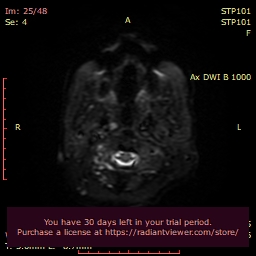 Im: 25/48
Se: 4
A
STP101
STP101
F
Ax DWI B 1000
R
L
You have 30 days left in your trial period.
Purchase a license at https://radiantviewer.com/store/